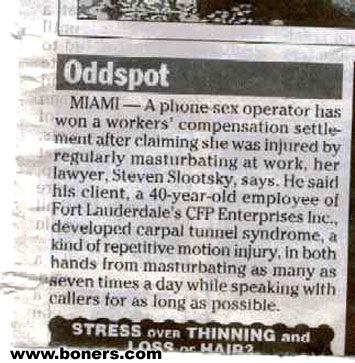 Oddspot
MIAMI — A phone-sex operator has
won a workers' compensation settle-
ment after claiming she was injured by
regularly masturbating at work, her
lawyer, Steven Slootsky, says. He said
his client, a 40-year-old employee of
Fort Lauderdale's CFP Enterprises Inc.,
developed carpal tunnel syndrome, a
kind of repetitive motion injury, in both
hands from masturbating as many as
seven times a day while speaking with
callers for as long as possible.
STRESS OVER THINNING and
LOSS OF HAIR?
www.boners.com